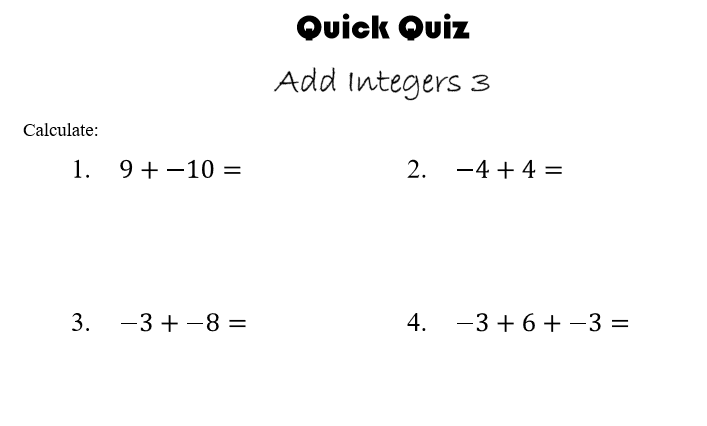 Quick Quiz
Add Integers 3
Calculate:
1. 9 + −10 =
2. −4 + 4 =
3. −3 + −8 =
4. −3 + 6 + −3 =